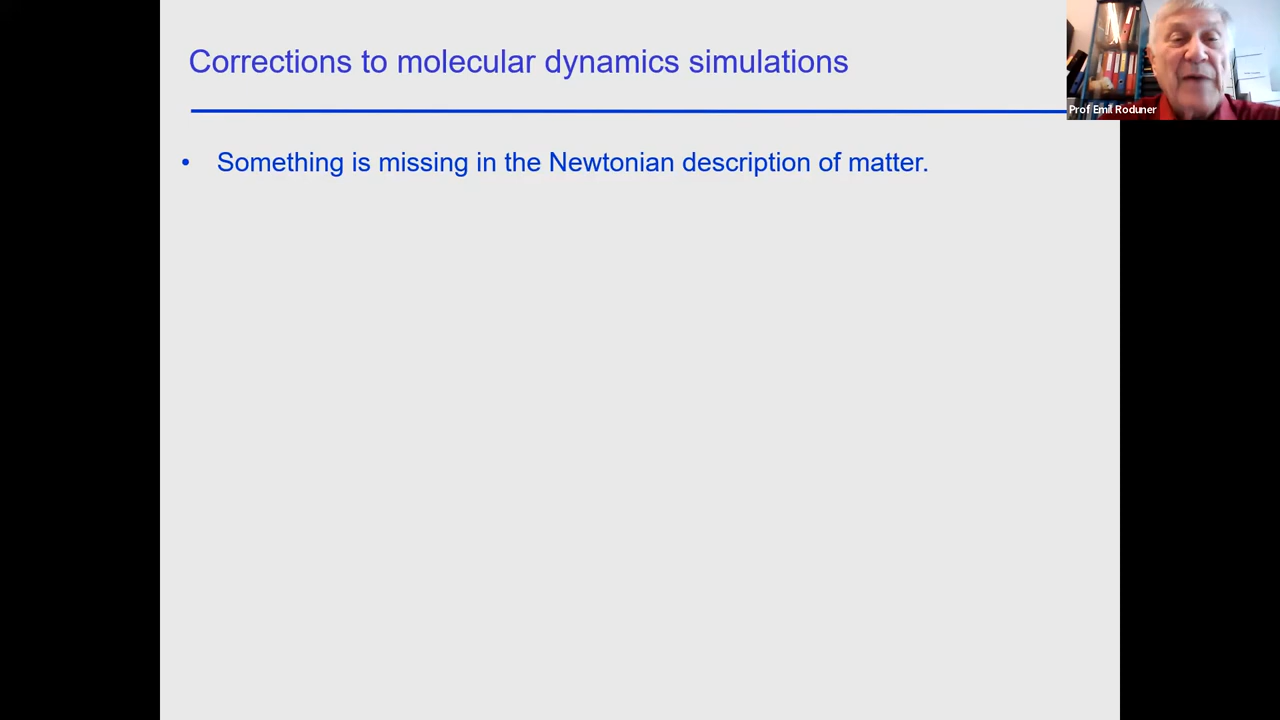 Corrections to molecular dynamics simulations
Prof Emil Roduner
• Something is missing in the Newtonian description of matter.